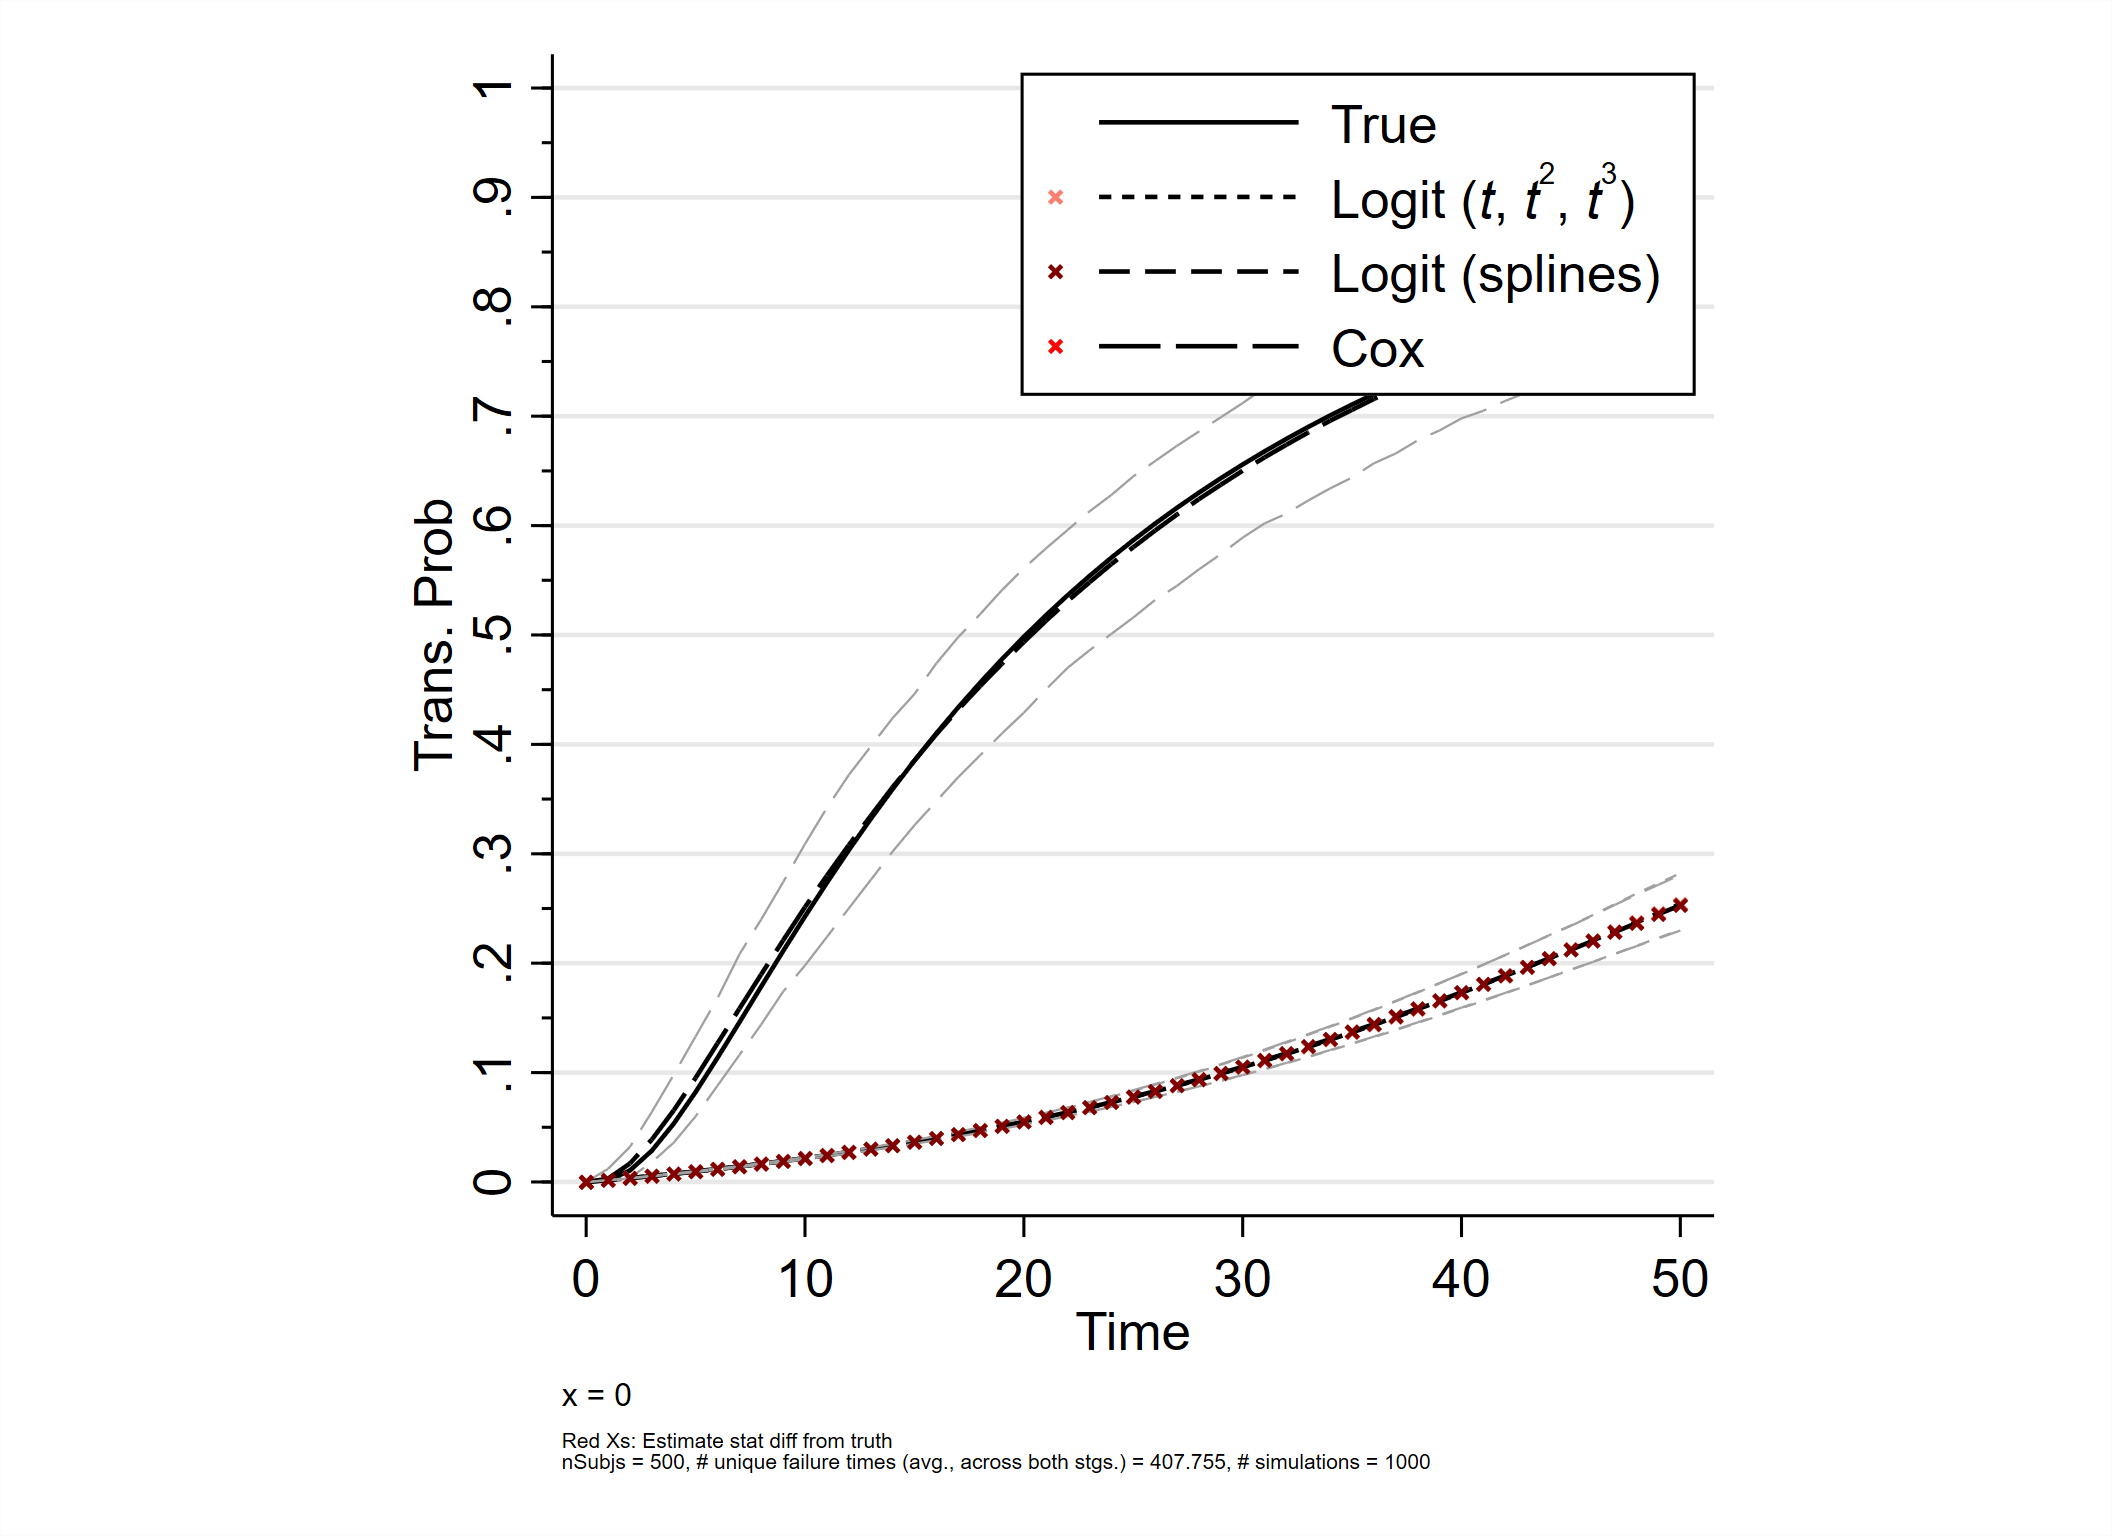 True
Logit (t, t², t³)
Logit (splines)
Cox
Trans. Prob
1
.9
.8
.7
.6
.5
.4
.3
.2
.1
0
0 10 20 30 40 50
Time
x = 0
Red Xs: Estimate stat diff from truth
nSubjs = 500, # unique failure times (avg., across both stgs.) = 407.755, # simulations = 1000